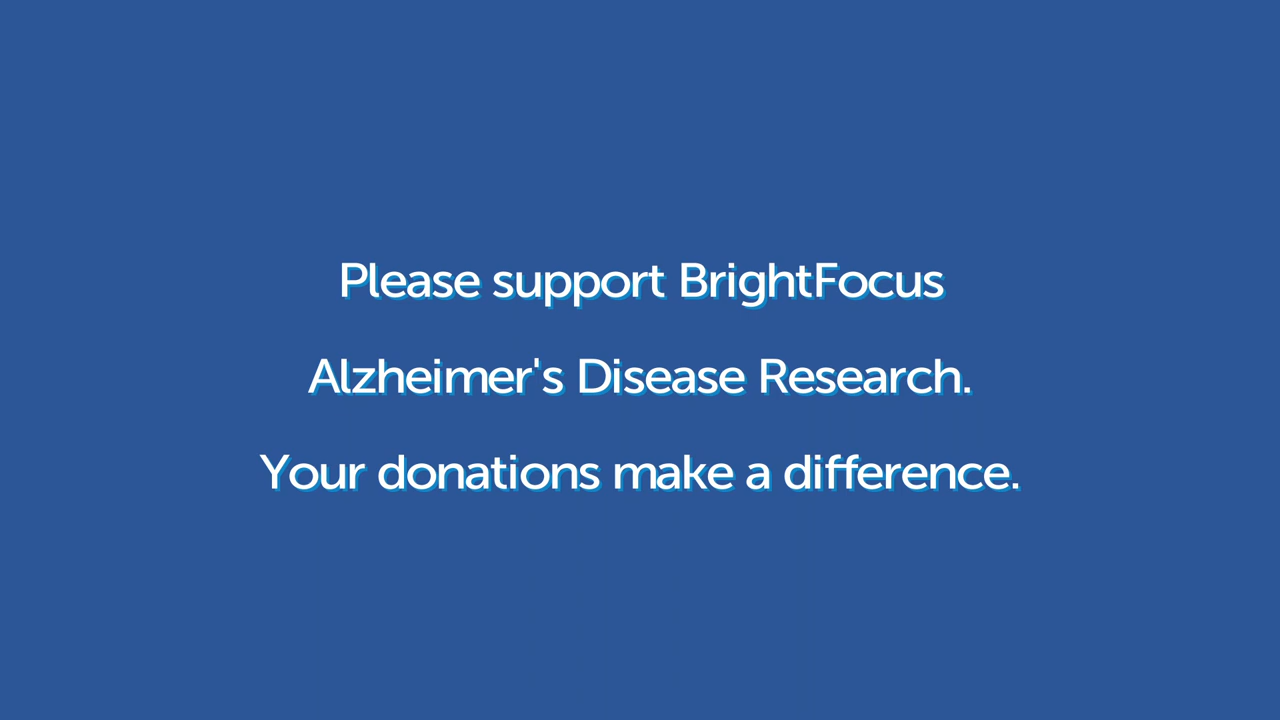 Please support BrightFocus
Alzheimer's Disease Research.
Your donations make a difference.